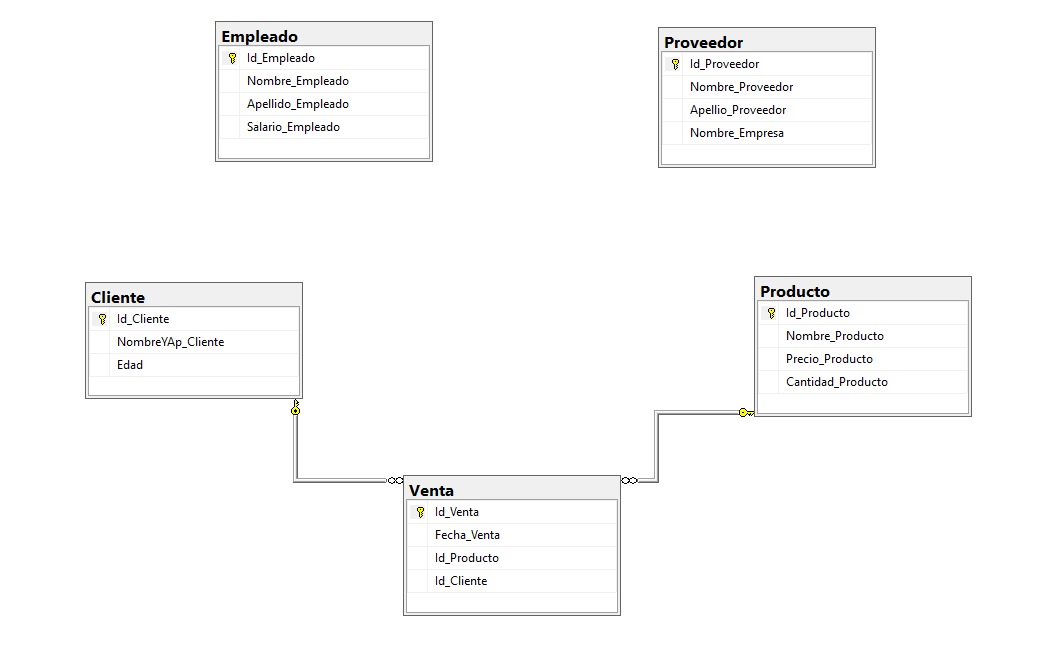 Empleado
Id_Empleado
Nombre_Empleado
Apellido_Empleado
Salario_Empleado
Proveedor
Id_Proveedor
Nombre_Proveedor
Apellio_Proveedor
Nombre_Empresa
Cliente
Id_Cliente
NombreYAp_Cliente
Edad
Producto
Id_Producto
Nombre_Producto
Precio_Producto
Cantidad_Producto
Venta
Id_Venta
Fecha_Venta
Id_Producto
Id_Cliente